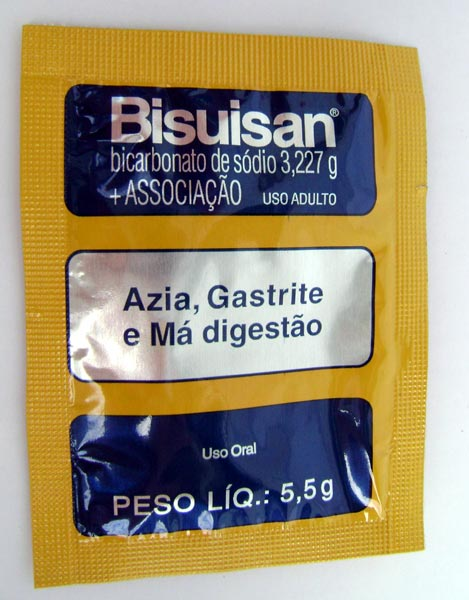 Bisuisan®
bicarbonato de sódio 3,227 g
+ ASSOCIAÇÃO USO ADULTO
Azia, Gastrite
e Má digestão
Uso Oral
PESO LÍQ.: 5,5 g